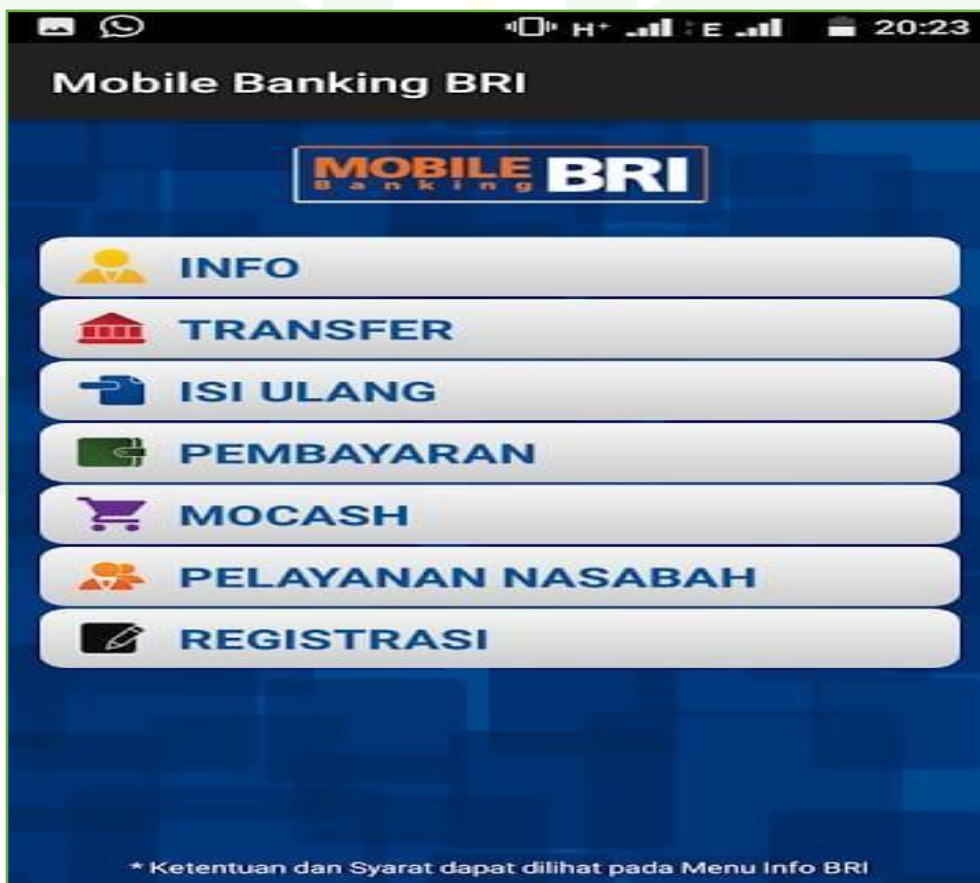 H+ E 20:23
Mobile Banking BRI
MOBILE BRI
Banking
INFO
TRANSFER
ISI ULANG
PEMBAYARAN
MOCASH
PELAYANAN NASABAH
REGISTRASI
* Ketentuan dan Syarat dapat dilihat pada Menu Info BRI